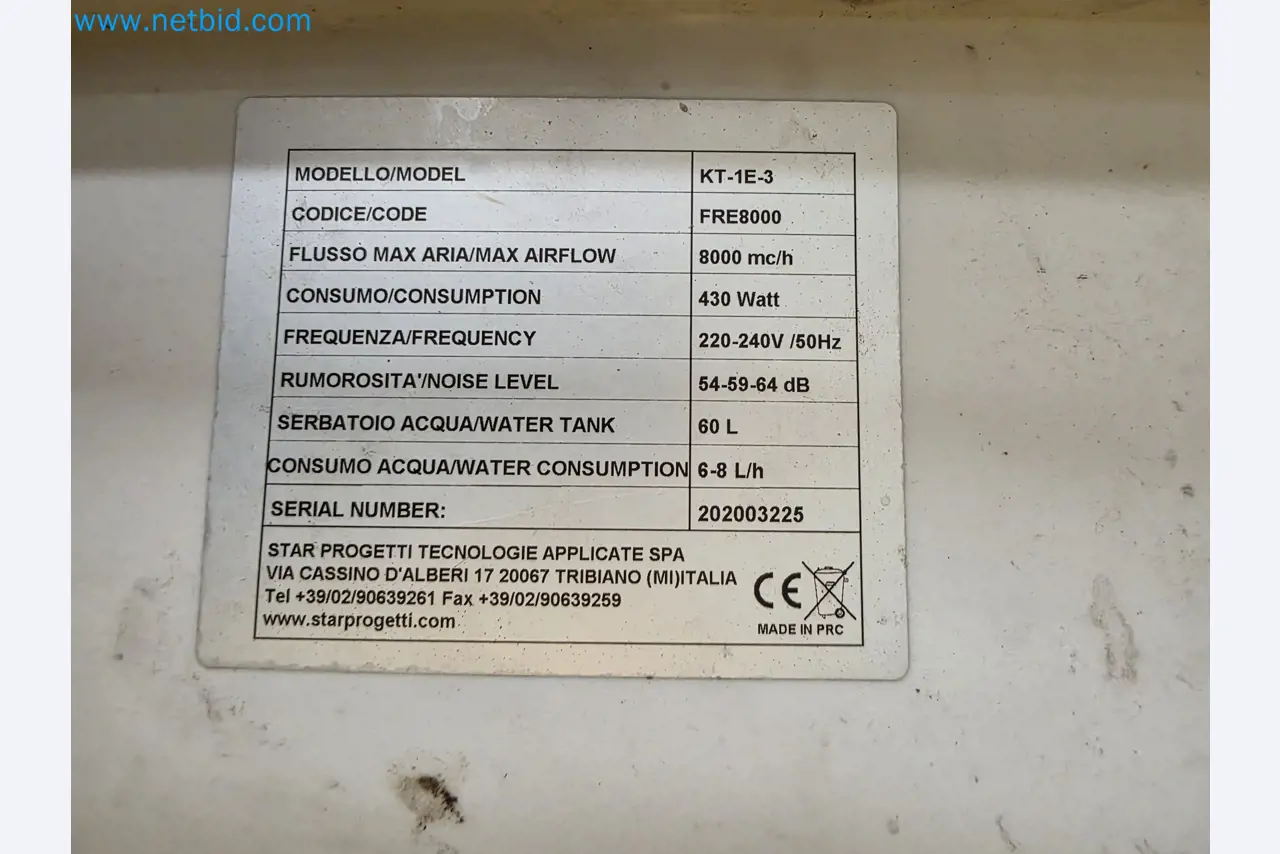 www.netbid.com
MODELLO/MODEL KT-1E-3
CODICE/CODE FRE8000
FLUSSO MAX ARIA/MAX AIRFLOW 8000 mc/h
CONSUMO/CONSUMPTION 430 Watt
FREQUENZA/FREQUENCY 220-240V /50Hz
RUMOROSITA'/NOISE LEVEL 54-59-64 dB
SERBATOIO ACQUA/WATER TANK 60 L
CONSUMO ACQUA/WATER CONSUMPTION 6-8 L/h
SERIAL NUMBER: 202003225
STAR PROGETTI TECNOLOGIE APPLICATE SPA
VIA CASSINO D'ALBERI 17 20067 TRIBIANO (MI)ITALIA
Tel +39/02/90639261 Fax +39/02/90639259
www.starprogetti.com
CE
MADE IN PRC